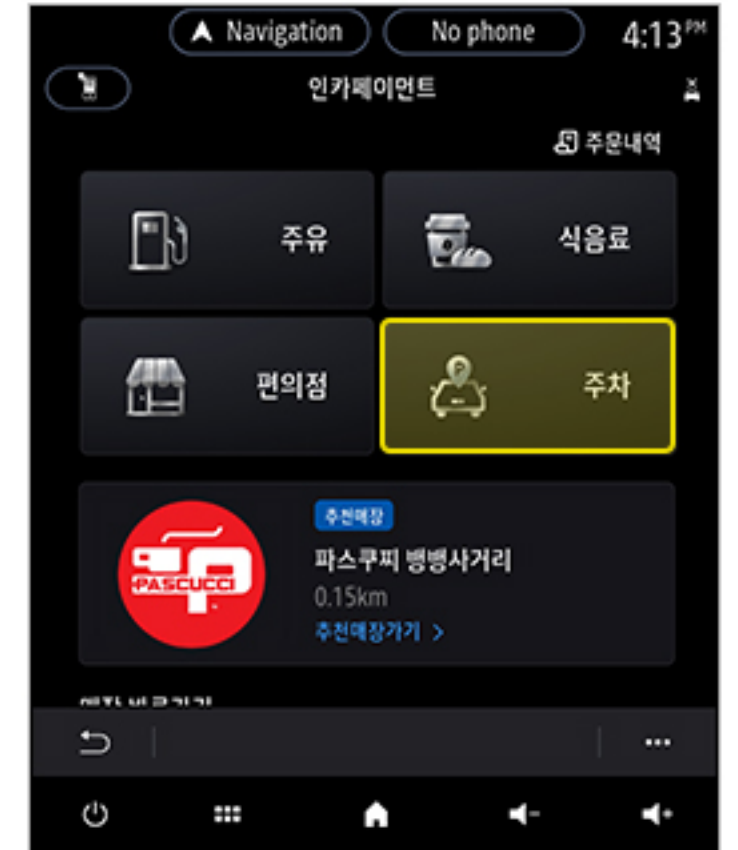 Navigation
No phone
4:13 PM
인카페이먼트
주문내역
주유
식음료
편의점
P
주차
추천매장
파스쿠찌 뱅뱅사거리
PASCUCCI
0.15km
추천매장가기 >